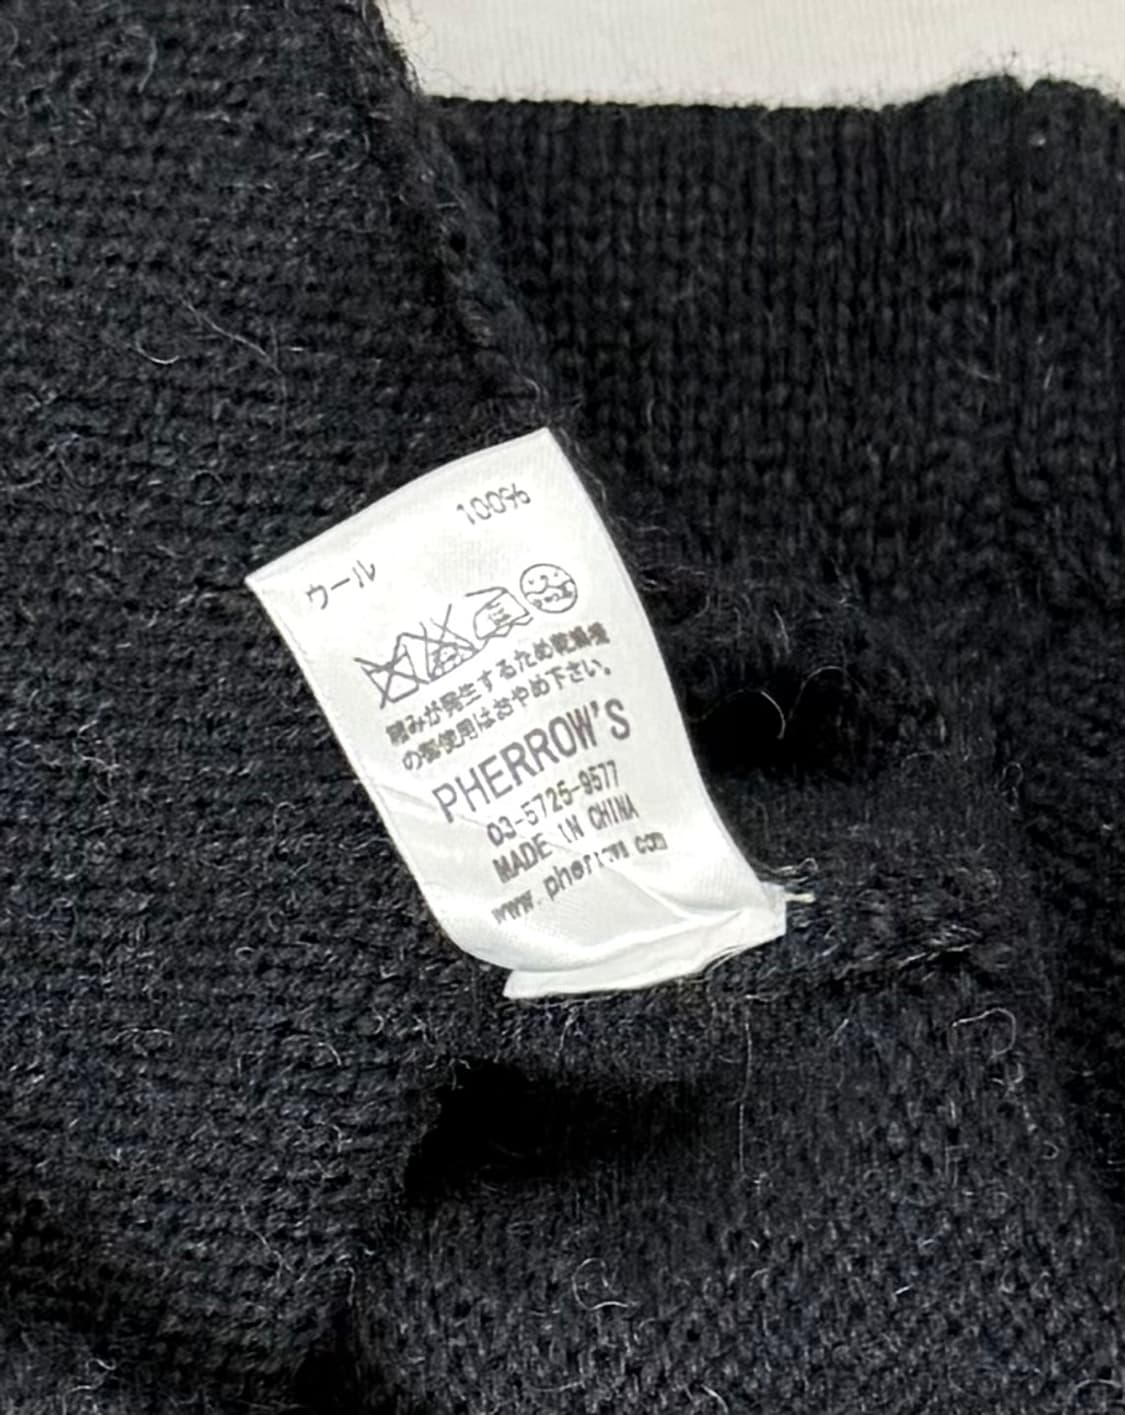 ウール 100%
縮みが発生するため乾燥機
の御使用はおやめ下さい。
PHERROW'S
03-5725-9577
MADE IN CHINA